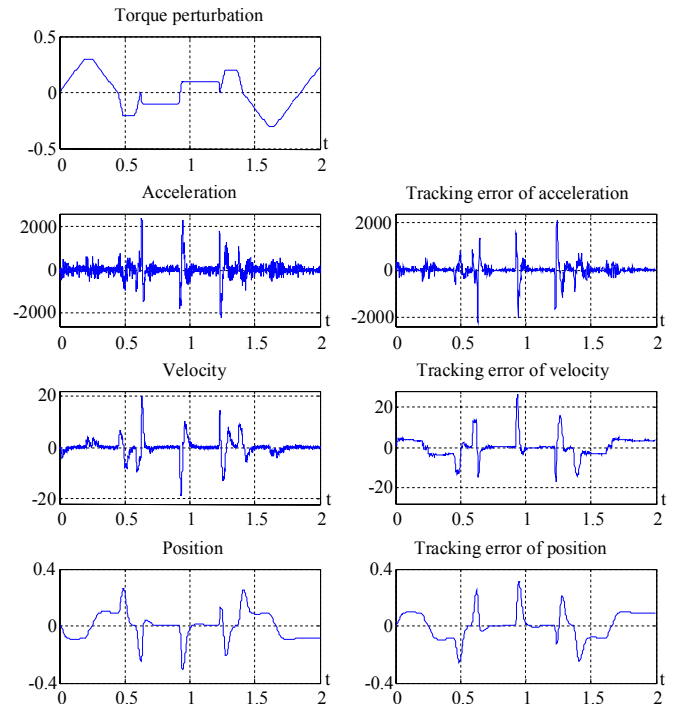 Torque perturbation
0.5
0
-0.5
0 0.5 1 1.5 2 t
Acceleration
2000
0
-2000
0 0.5 1 1.5 2 t
Tracking error of acceleration
2000
0
-2000
0 0.5 1 1.5 2 t
Velocity
20
0
-20
0 0.5 1 1.5 2 t
Tracking error of velocity
20
0
-20
0 0.5 1 1.5 2 t
Position
0.4
0
-0.4
0 0.5 1 1.5 2 t
Tracking error of position
0.4
0
-0.4
0 0.5 1 1.5 2 t